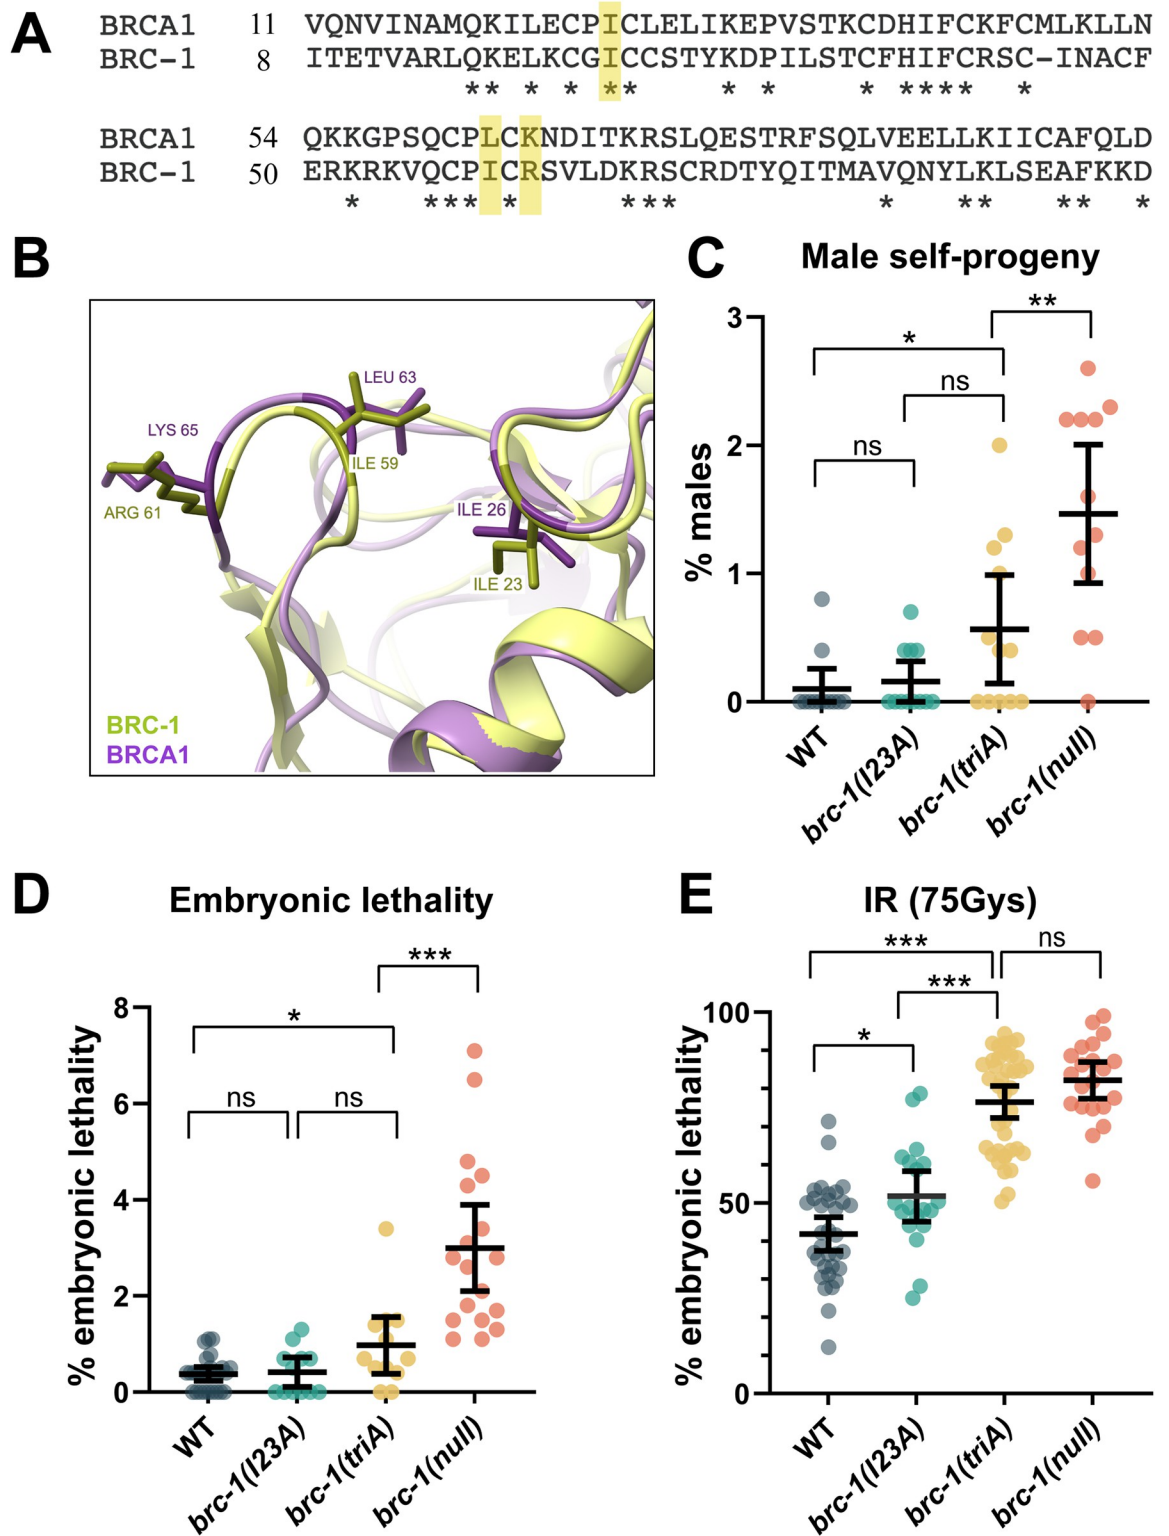 A
BRCA1 11 VQNVINAMQKILECPICLELIKEPVSTKCDHIFCKFCMLKLLN
BRC-1 8 ITETVARLQKELKCGICCSTYKDPILSTCFHIFCRSC-INACF
** * * ** * * * **** *
BRCA1 54 QKKGPSQCPLCKNDITKRSLQESTRFSQLVEELLKIICAFQLD
BRC-1 50 ERKRKVQCPICRSVLDKRSCRDTYQITMAVQNYLKLSEAFKKD
* *** * *** * ** ** *
B
LEU 63
LYS 65
ILE 59
ARG 61
ILE 26
ILE 23
BRC-1
BRCA1
C Male self-progeny
% males
3
2
1
0
**
*
ns
ns
WT
brc-1(I23A)
brc-1(triA)
brc-1(null)
D Embryonic lethality
% embryonic lethality
8
6
4
2
0
***
*
ns ns
WT
brc-1(I23A)
brc-1(triA)
brc-1(null)
E IR (75Gys)
% embryonic lethality
100
50
0
*** ns
***
*
WT
brc-1(I23A)
brc-1(triA)
brc-1(null)